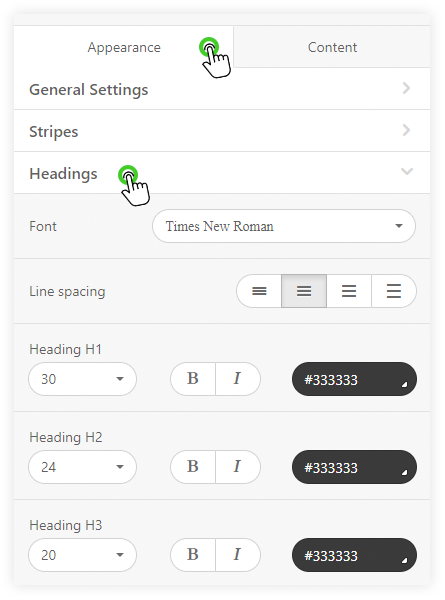 Appearance Content
General Settings
Stripes
Headings
Font Times New Roman
Line spacing
Heading H1
30 B I #333333
Heading H2
24 B I #333333
Heading H3
20 B I #333333